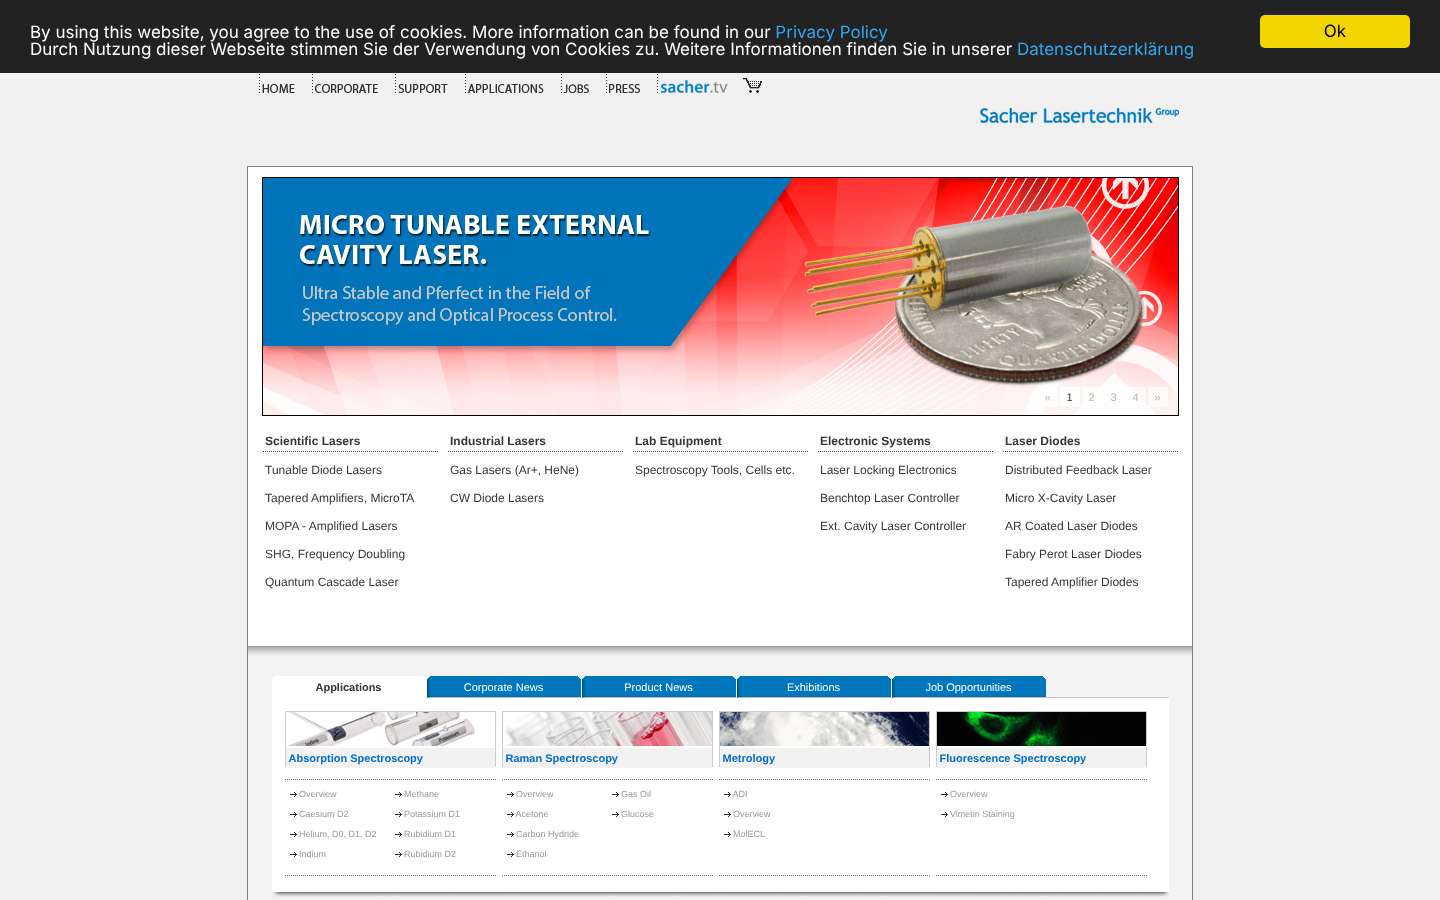 By using this website, you agree to the use of cookies. More information can be found in our Privacy Policy
Durch Nutzung dieser Webseite stimmen Sie der Verwendung von Cookies zu. Weitere Informationen finden Sie in unserer Datenschutzerklärung
Ok
HOME CORPORATE SUPPORT APPLICATIONS JOBS PRESS sacher.tv
Sacher Lasertechnik Group
MICRO TUNABLE EXTERNAL
CAVITY LASER.
Ultra Stable and Pferfect in the Field of
Spectroscopy and Optical Process Control.
LIBERTY
QUARTER DOLLAR
« 1 2 3 4 »
Scientific Lasers
Tunable Diode Lasers
Tapered Amplifiers, MicroTA
MOPA - Amplified Lasers
SHG, Frequency Doubling
Quantum Cascade Laser
Industrial Lasers
Gas Lasers (Ar+, HeNe)
CW Diode Lasers
Lab Equipment
Spectroscopy Tools, Cells etc.
Electronic Systems
Laser Locking Electronics
Benchtop Laser Controller
Ext. Cavity Laser Controller
Laser Diodes
Distributed Feedback Laser
Micro X-Cavity Laser
AR Coated Laser Diodes
Fabry Perot Laser Diodes
Tapered Amplifier Diodes
Applications Corporate News Product News Exhibitions Job Opportunities
Absorption Spectroscopy
Overview
Caesium D2
Helium, D0, D1, D2
Indium
Methane
Potassium D1
Rubidium D1
Rubidium D2
Raman Spectroscopy
Overview
Acetone
Carbon Hydride
Ethanol
Gas Oil
Glucose
Metrology
ADI
Overview
MolECL
Fluorescence Spectroscopy
Overview
Vimetin Staining